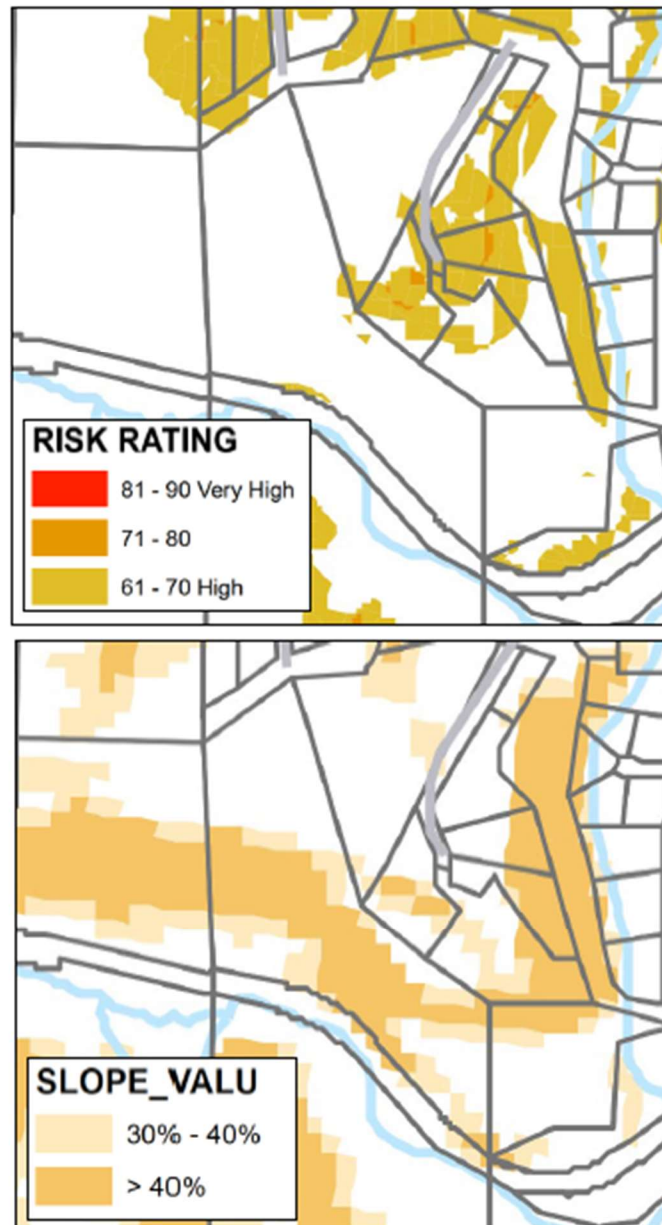 RISK RATING
81 - 90 Very High
71 - 80
61 - 70 High
SLOPE_VALU
30% - 40%
> 40%